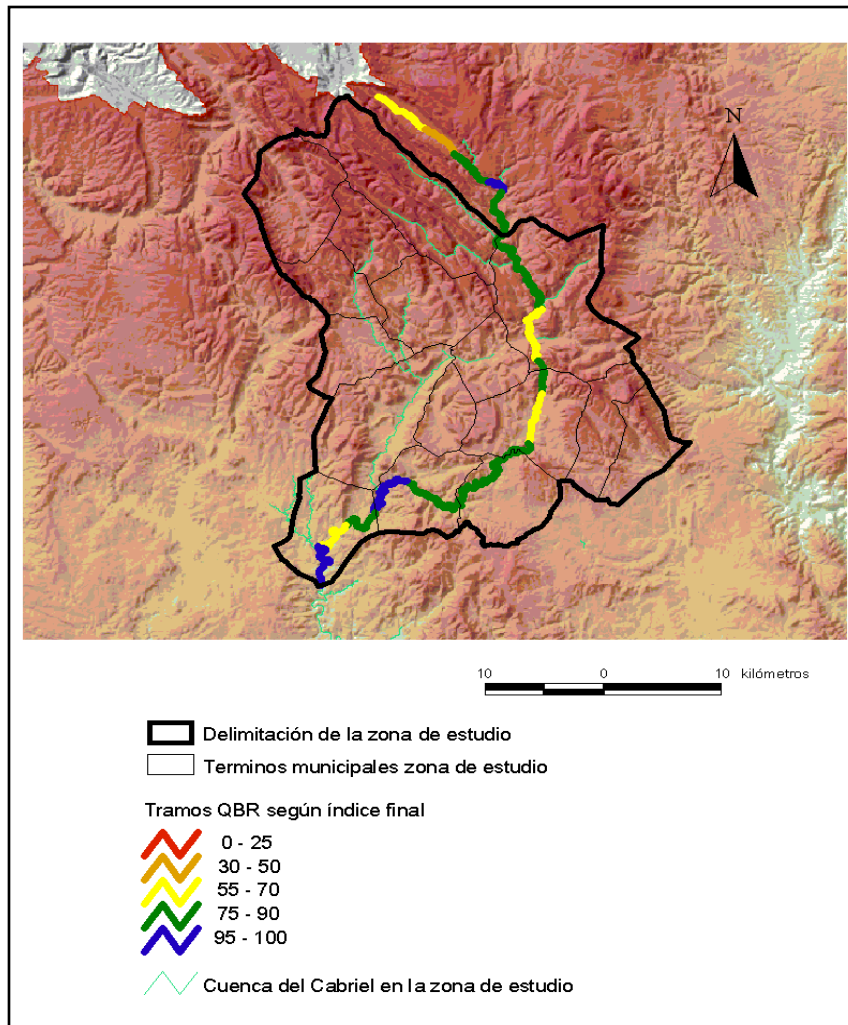 N
10 0 10 kilómetros
Delimitación de la zona de estudio
Terminos municipales zona de estudio
Tramos QBR según índice final
0 - 25
30 - 50
55 - 70
75 - 90
95 - 100
Cuenca del Cabriel en la zona de estudio